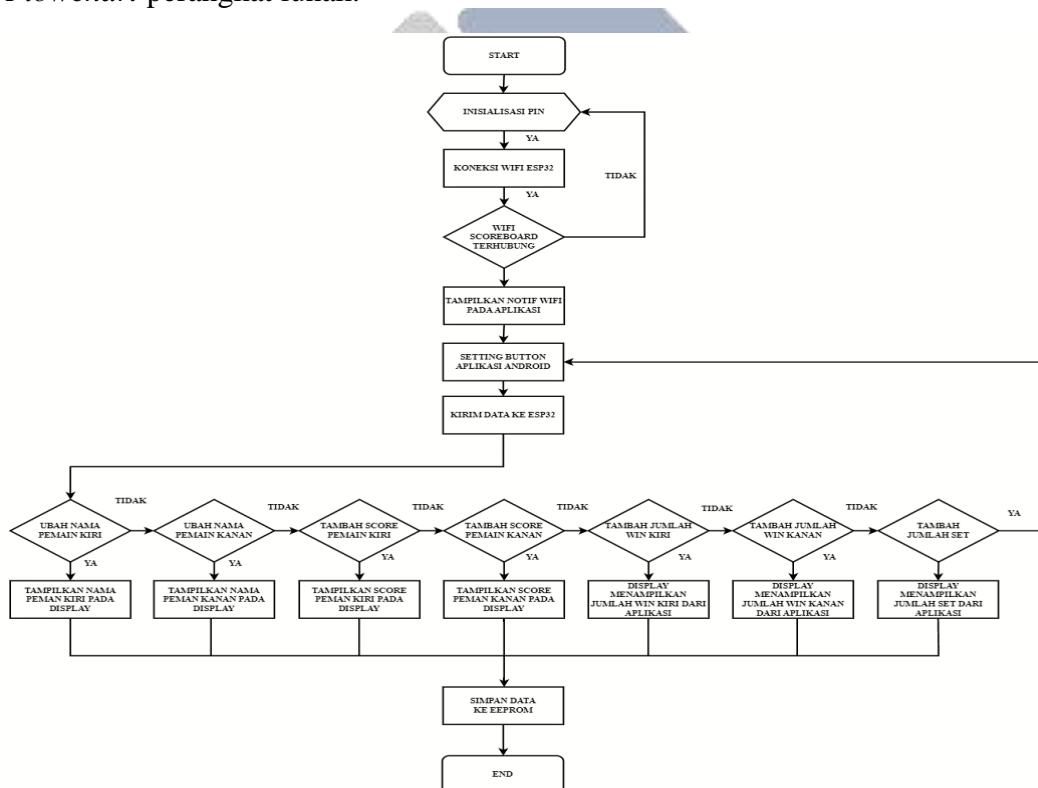 Flowchart perangkat lunak.
START
INISIALISASI PIN
YA
KONEKSI WIFI ESP32
TIDAK
YA
WIFI
SCOREBOARD
TERHUBUNG
TAMPILKAN NOTIF WIFI
PADA APLIKASI
SETTING BUTTON
APLIKASI ANDROID
KIRIM DATA KE ESP32
UBAH NAMA
PEMAIN KIRI
TIDAK
YA
UBAH NAMA
PEMAIN KANAN
TIDAK
YA
TAMBAH SCORE
PEMAIN KIRI
TIDAK
YA
TAMBAH SCORE
PEMAIN KANAN
TIDAK
YA
TAMBAH JUMLAH
WIN KIRI
TIDAK
YA
TAMBAH JUMLAH
WIN KANAN
TIDAK
YA
TAMBAH
JUMLAH SET
YA
YA
TAMPILKAN NAMA
PEMAN KIRI PADA
DISPLAY
TAMPILKAN NAMA
PEMAN KANAN PADA
DISPLAY
TAMPILKAN SCORE
PEMAN KIRI PADA
DISPLAY
TAMPILKAN SCORE
PEMAN KANAN PADA
DISPLAY
DISPLAY
MENAMPILKAN
JUMLAH WIN KIRI DARI
APLIKASI
DISPLAY
MENAMPILKAN
JUMLAH WIN KANAN
DARI APLIKASI
DISPLAY
MENAMPILKAN
JUMLAH SET DARI
APLIKASI
SIMPAN DATA
KE EEPROM
END